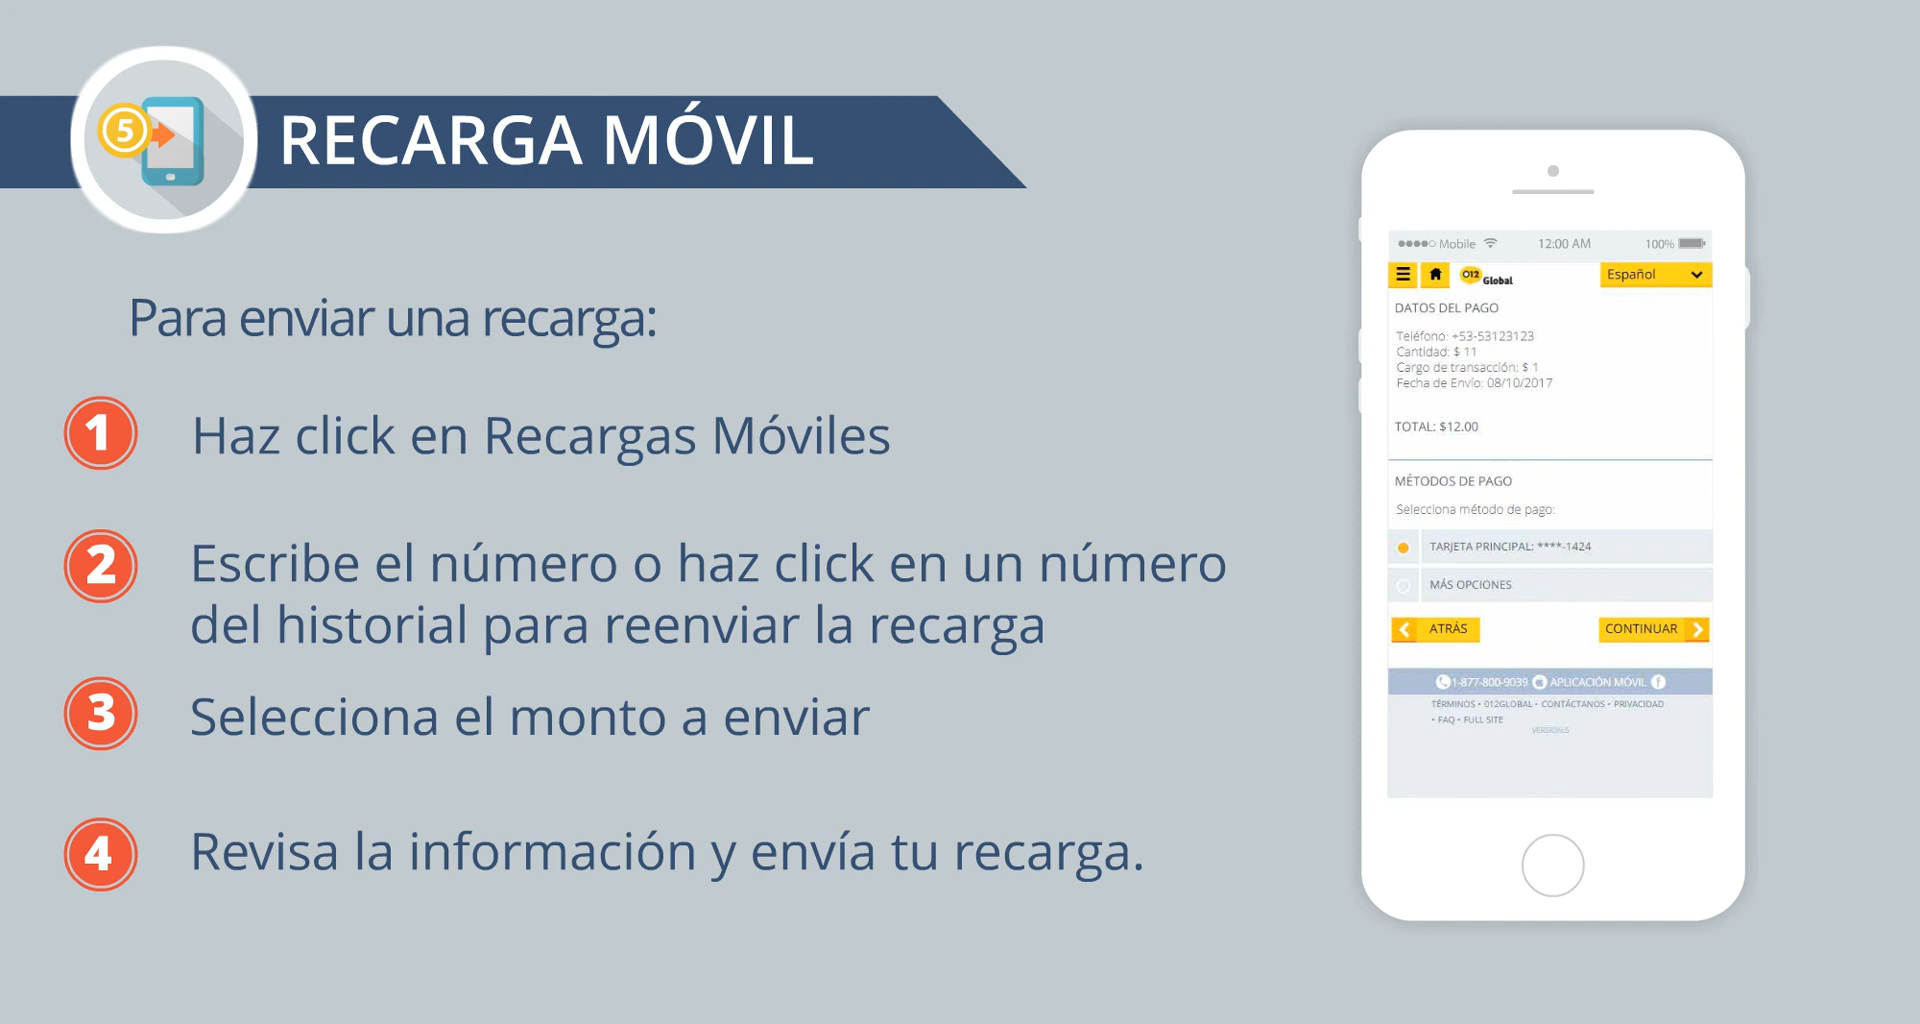 5
RECARGA MÓVIL
Para enviar una recarga:
1 Haz click en Recargas Móviles
2 Escribe el número o haz click en un número
del historial para reenviar la recarga
3 Selecciona el monto a enviar
4 Revisa la información y envía tu recarga.
Mobile 12:00 AM 100%
012 Global Español
DATOS DEL PAGO
Teléfono: +53-53123123
Cantidad: $ 11
Cargo de transacción: $ 1
Fecha de Envío: 08/10/2017
TOTAL: $12.00
MÉTODOS DE PAGO
Selecciona método de pago:
TARJETA PRINCIPAL: ****-1424
MÁS OPCIONES
ATRÁS CONTINUAR
1-877-800-9039 APLICACIÓN MÓVIL f
TÉRMINOS • 012GLOBAL • CONTÁCTANOS • PRIVACIDAD
• FAQ • FULL SITE